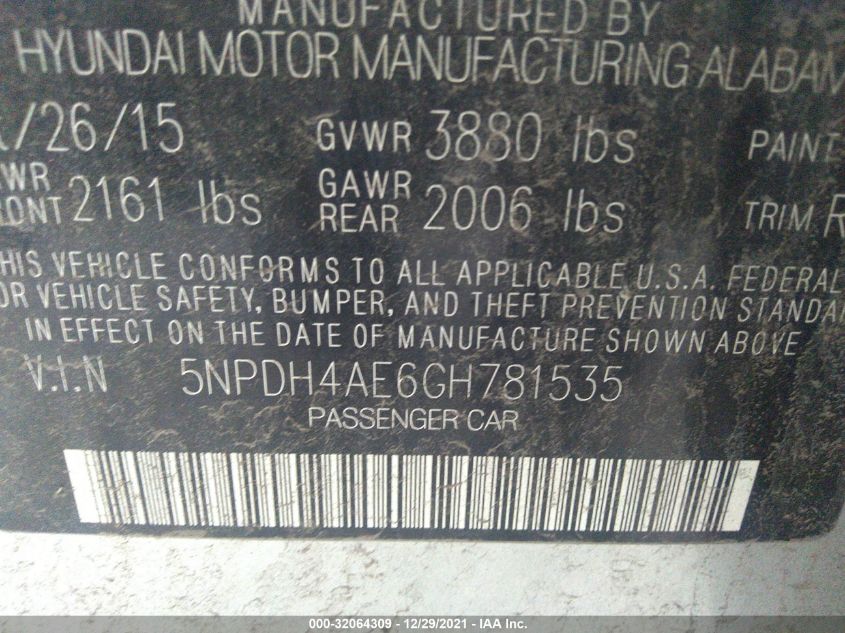 MANUFACTURED BY
HYUNDAI MOTOR MANUFACTURING ALABAM
/26/15 GVWR 3880 lbs PAINT
WR GAWR
ONT 2161 lbs REAR 2006 lbs TRIM R
HIS VEHICLE CONFORMS TO ALL APPLICABLE U.S.A. FEDERAL
OR VEHICLE SAFETY, BUMPER, AND THEFT PREVENTION STANDA
IN EFFECT ON THE DATE OF MANUFACTURE SHOWN ABOVE
V.I.N 5NPDH4AE6GH781535
PASSENGER CAR
000-32064309 - 12/29/2021 - IAA Inc.